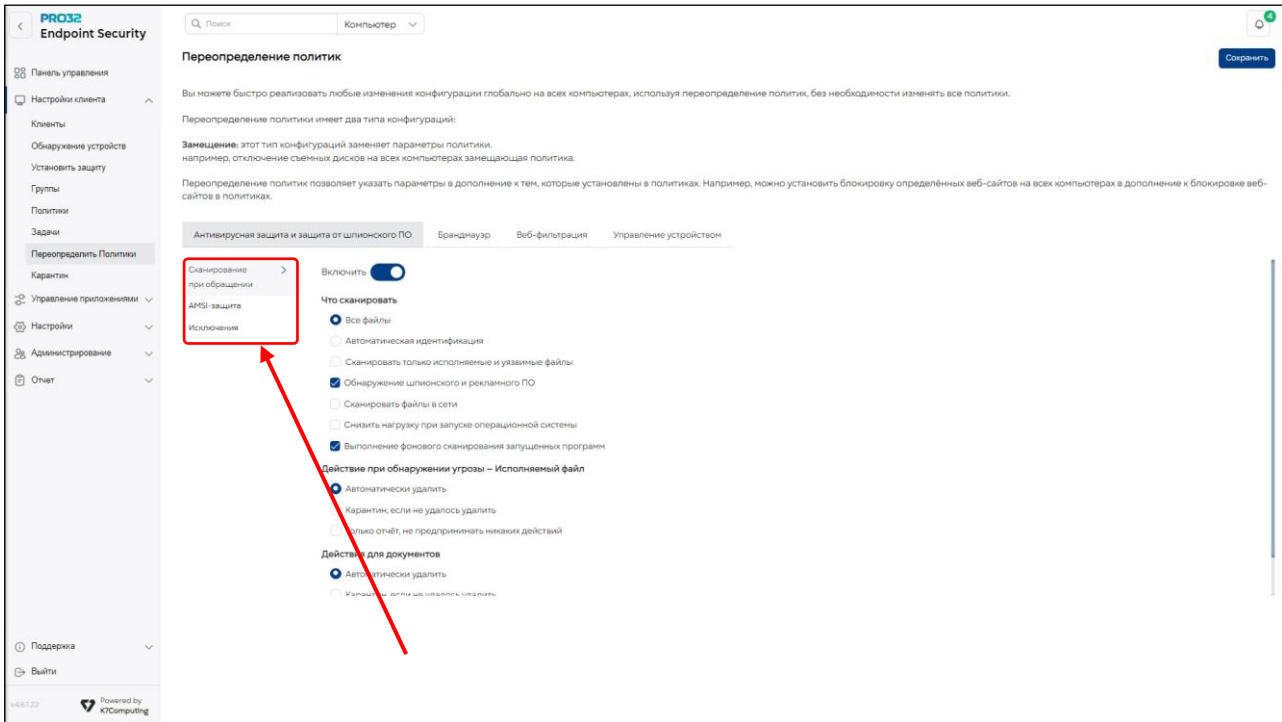 PRO32
Endpoint Security
Поиск
Компьютер
4
Переопределение политик
Сохранить
Панель управления
Настройки клиента
Клиенты
Обнаружение устройств
Установить защиту
Группы
Политики
Задачи
Переопределить Политики
Карантин
Управление приложениями
Настройки
Администрирование
Отчет
Поддержка
Выйти
v4.6.1.22
Powered by
K7Computing
Вы можете быстро реализовать любые изменения конфигурации глобально на всех компьютерах, используя переопределение политик, без необходимости изменять все политики.
Переопределение политики имеет два типа конфигураций:
Замещение: этот тип конфигураций заменяет параметры политики.
например, отключение съемных дисков на всех компьютерах замещающая политика.
Переопределение политик позволяет указать параметры в дополнение к тем, которые установлены в политиках. Например, можно установить блокировку определённых веб-сайтов на всех компьютерах в дополнение к блокировке веб-
сайтов в политиках.
Антивирусная защита и защита от шпионского ПО
Брандмауэр
Веб-фильтрация
Управление устройством
Сканирование
при обращении
AMSI-защита
Исключения
Включить
Что сканировать
Все файлы
Автоматическая идентификация
Сканировать только исполняемые и уязвимые файлы
Обнаружение шпионского и рекламного ПО
Сканировать файлы в сети
Снизить нагрузку при запуске операционной системы
Выполнение фонового сканирования запущенных программ
Действие при обнаружении угрозы – Исполняемый файл
Автоматически удалить
Карантин, если не удалось удалить
Только отчёт, не предпринимать никаких действий
Действия для документов
Автоматически удалить
Карантин, если не удалось удалить